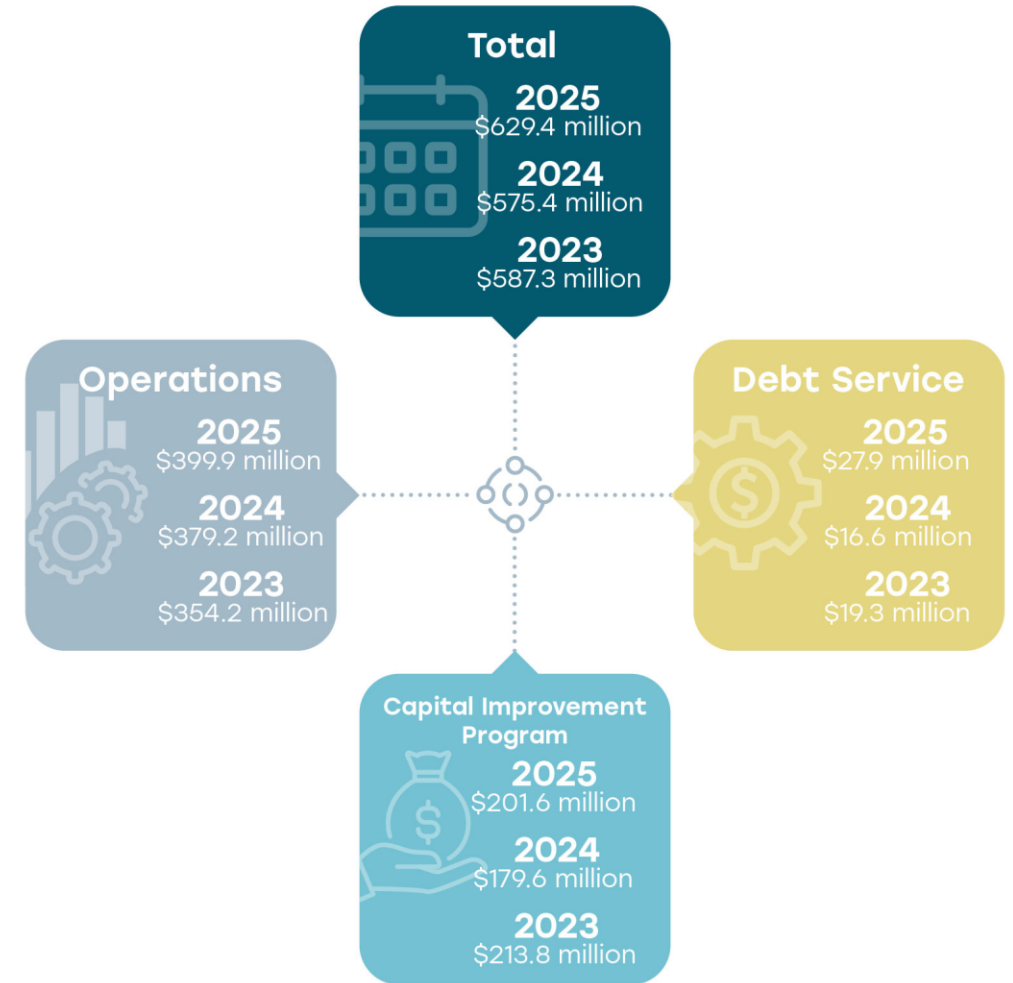 Total
2025
$629.4 million
2024
$575.4 million
2023
$587.3 million
Operations
2025
$399.9 million
2024
$379.2 million
2023
$354.2 million
Debt Service
2025
$27.9 million
2024
$16.6 million
2023
$19.3 million
Capital Improvement
Program
2025
$201.6 million
2024
$179.6 million
2023
$213.8 million